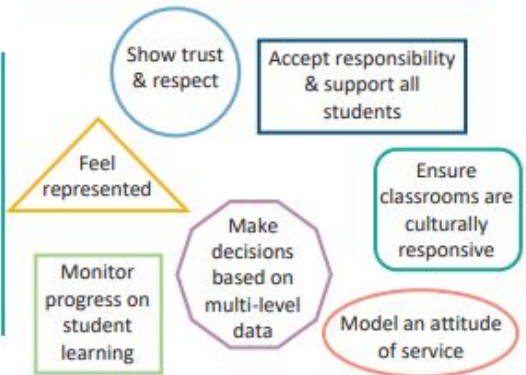 Show trust
& respect
Accept responsibility
& support all
students
Feel
represented
Ensure
classrooms are
culturally
responsive
Make
decisions
based on
multi-level
data
Monitor
progress on
student
learning
Model an attitude
of service